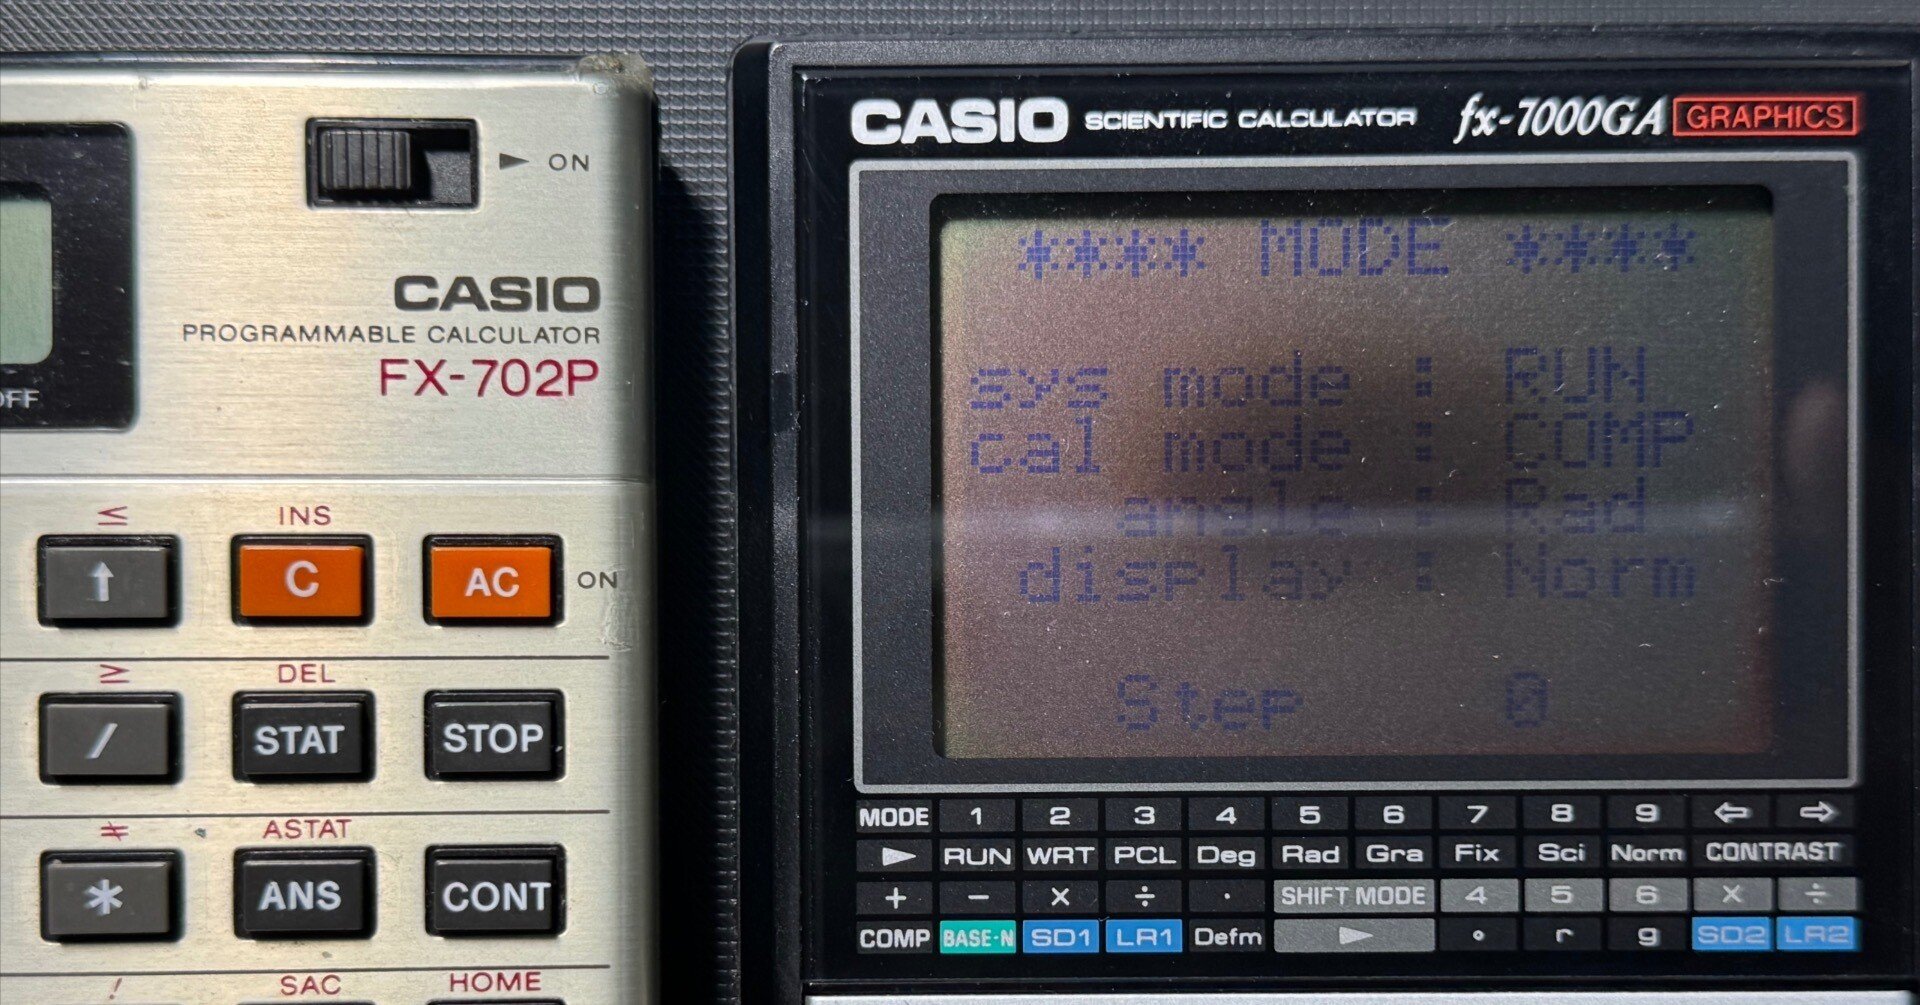 ▶ ON
CASIO
PROGRAMMABLE CALCULATOR
FX-702P
OFF
≤ INS
↑ C AC ON
≥ DEL
/ STAT STOP
≠ ASTAT
* ANS CONT
! SAC HOME
CASIO SCIENTIFIC CALCULATOR fx-7000GA GRAPHICS
**** MODE ****
sys mode : RUN
cal mode : COMP
angle : Rad
display : Norm
Step 0
MODE 1 2 3 4 5 6 7 8 9 ⇦ ⇨
▶ RUN WRT PCL Deg Rad Gra Fix Sci Norm CONTRAST
+ − × ÷ · SHIFT MODE 4 5 6 × ÷
COMP BASE-N SD1 LR1 Defm ▶ ° r g SD2 LR2